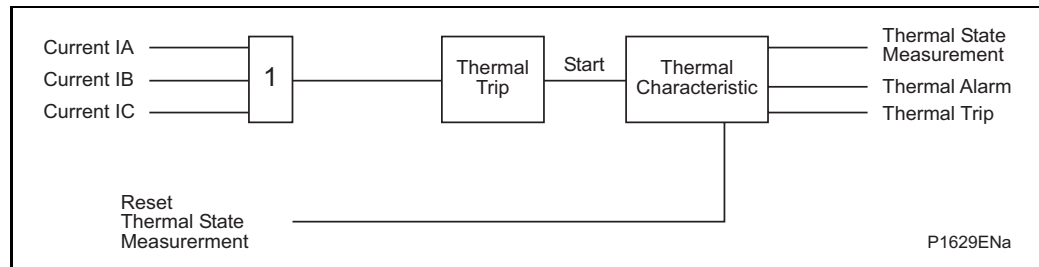 Current IA
Current IB
Current IC
1
Thermal
Trip
Start
Thermal
Characteristic
Thermal State
Measurement
Thermal Alarm
Thermal Trip
Reset
Thermal State
Measurerment
P1629ENa